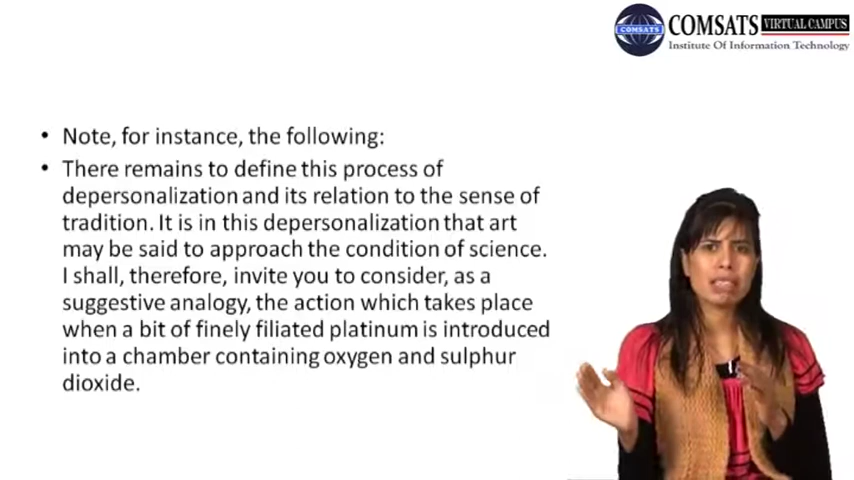 COMSATS VIRTUAL CAMPUS
COMSATS
Institute Of Information Technology
• Note, for instance, the following:
• There remains to define this process of
depersonalization and its relation to the sense of
tradition. It is in this depersonalization that art
may be said to approach the condition of science.
I shall, therefore, invite you to consider, as a
suggestive analogy, the action which takes place
when a bit of finely filiated platinum is introduced
into a chamber containing oxygen and sulphur
dioxide.